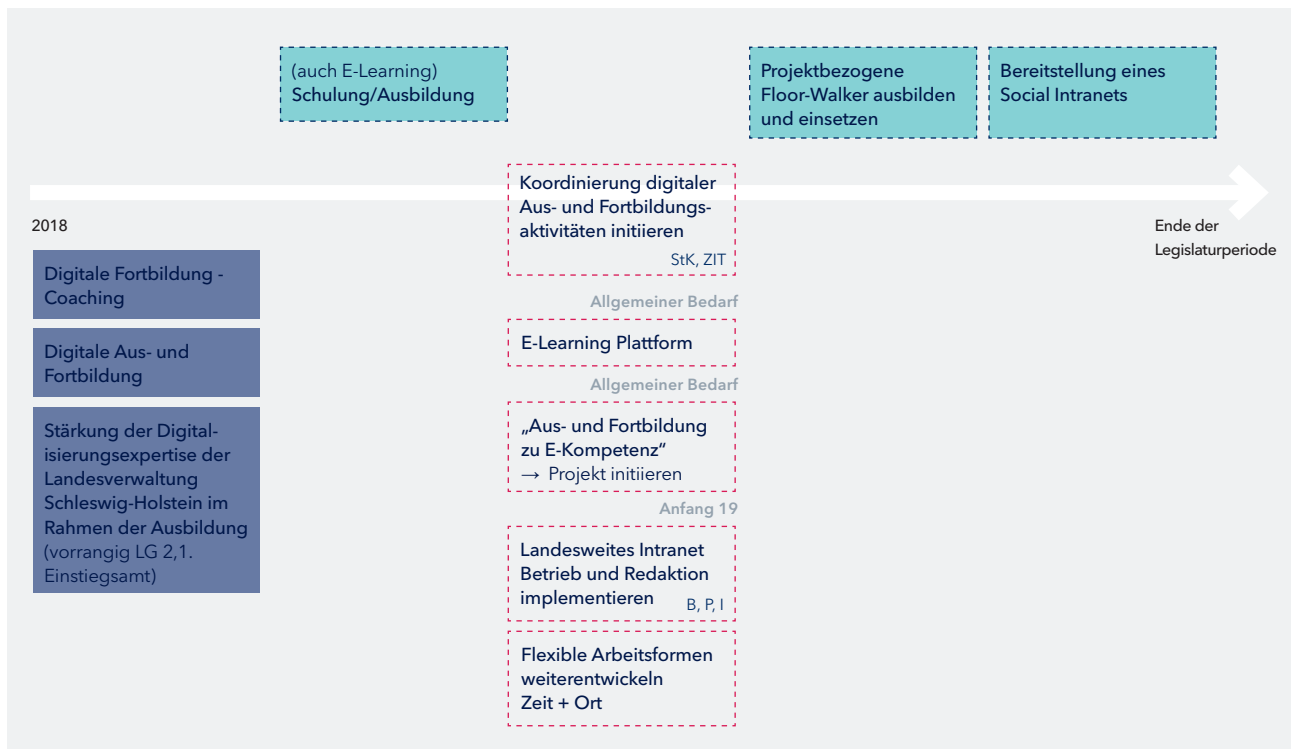 (auch E-Learning)
Schulung/Ausbildung
Projektbezogene
Floor-Walker ausbilden
und einsetzen
Bereitstellung eines
Social Intranets
2018
Ende der
Legislaturperiode
Digitale Fortbildung -
Coaching
Digitale Aus- und
Fortbildung
Stärkung der Digital-
isierungsexpertise der
Landesverwaltung
Schleswig-Holstein im
Rahmen der Ausbildung
(vorrangig LG 2,1.
Einstiegsamt)
Koordinierung digitaler
Aus- und Fortbildungs-
aktivitäten initiieren
StK, ZIT
Allgemeiner Bedarf
E-Learning Plattform
Allgemeiner Bedarf
„Aus- und Fortbildung
zu E-Kompetenz“
→ Projekt initiieren
Anfang 19
Landesweites Intranet
Betrieb und Redaktion
implementieren
B, P, I
Flexible Arbeitsformen
weiterentwickeln
Zeit + Ort